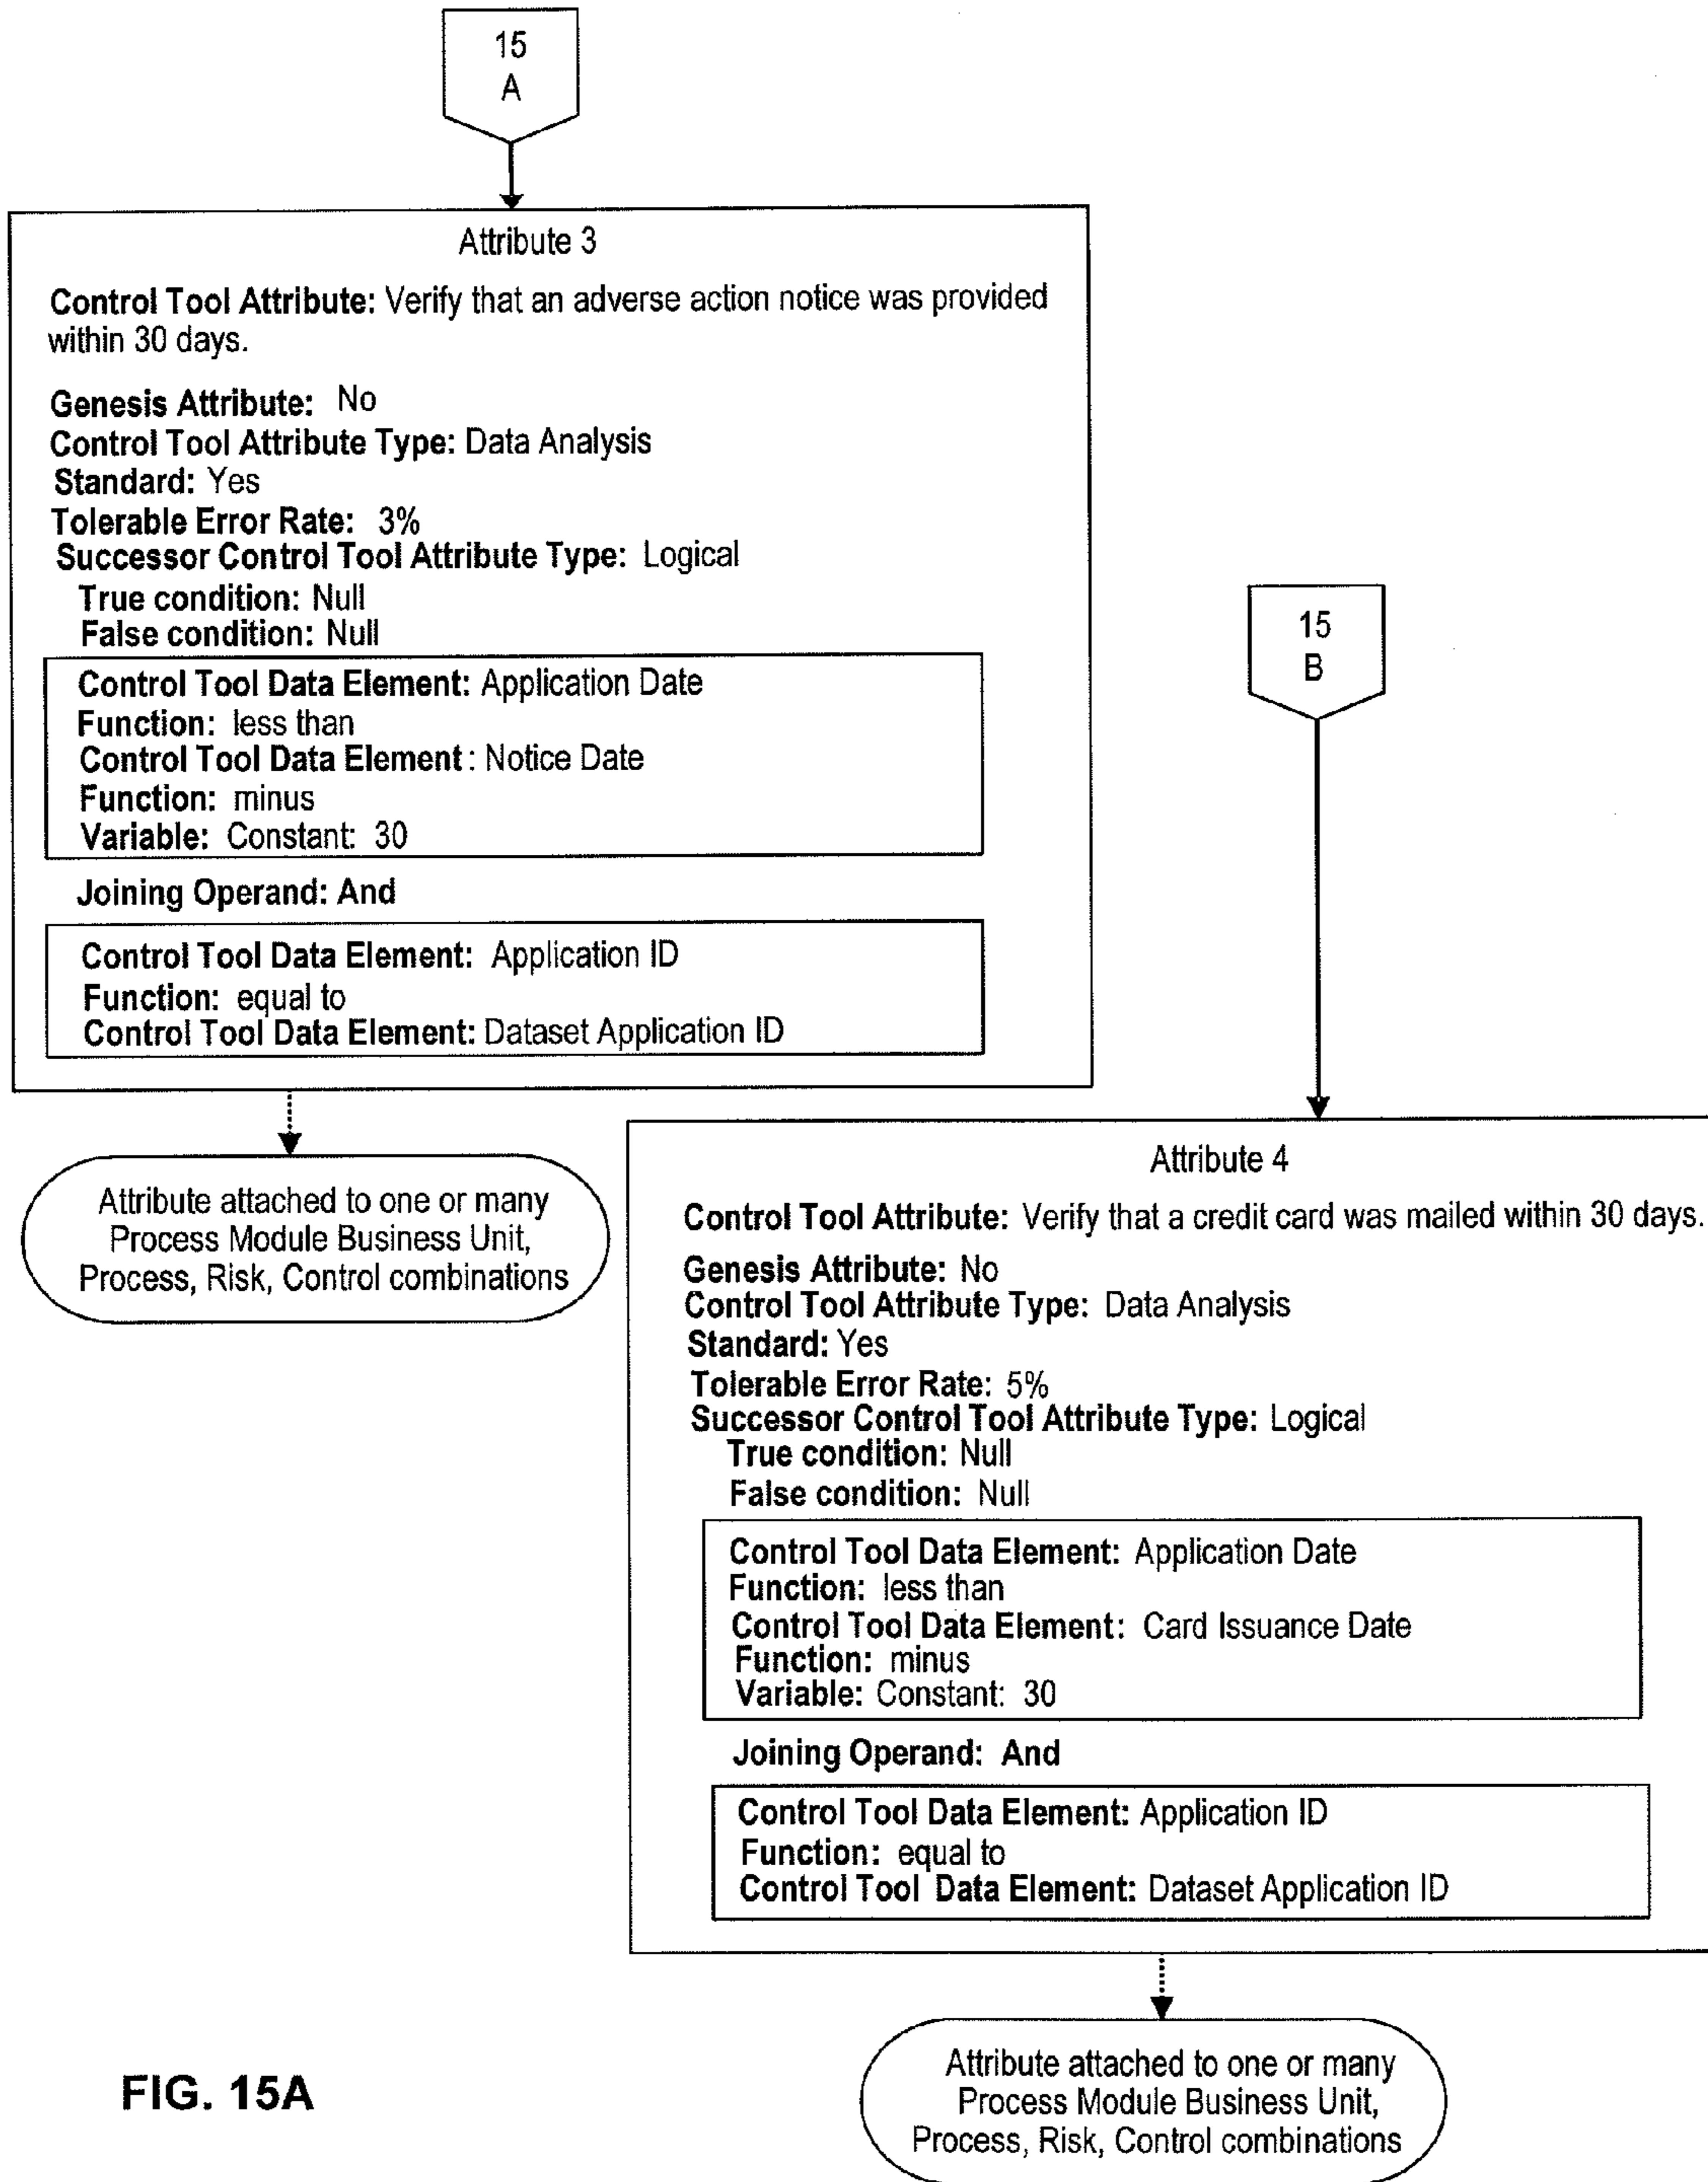 15
A
Attribute 3
Control Tool Attribute: Verify that an adverse action notice was provided
within 30 days.
Genesis Attribute: No
Control Tool Attribute Type: Data Analysis
Standard: Yes
Tolerable Error Rate: 3%
Successor Control Tool Attribute Type: Logical
True condition: Null
False condition: Null
Control Tool Data Element: Application Date
Function: less than
Control Tool Data Element: Notice Date
Function: minus
Variable: Constant: 30
Joining Operand: And
Control Tool Data Element: Application ID
Function: equal to
Control Tool Data Element: Dataset Application ID
Attribute attached to one or many
Process Module Business Unit,
Process, Risk, Control combinations
15
B
Attribute 4
Control Tool Attribute: Verify that a credit card was mailed within 30 days.
Genesis Attribute: No
Control Tool Attribute Type: Data Analysis
Standard: Yes
Tolerable Error Rate: 5%
Successor Control Tool Attribute Type: Logical
True condition: Null
False condition: Null
Control Tool Data Element: Application Date
Function: less than
Control Tool Data Element: Card Issuance Date
Function: minus
Variable: Constant: 30
Joining Operand: And
Control Tool Data Element: Application ID
Function: equal to
Control Tool Data Element: Dataset Application ID
Attribute attached to one or many
Process Module Business Unit,
Process, Risk, Control combinations
FIG. 15A